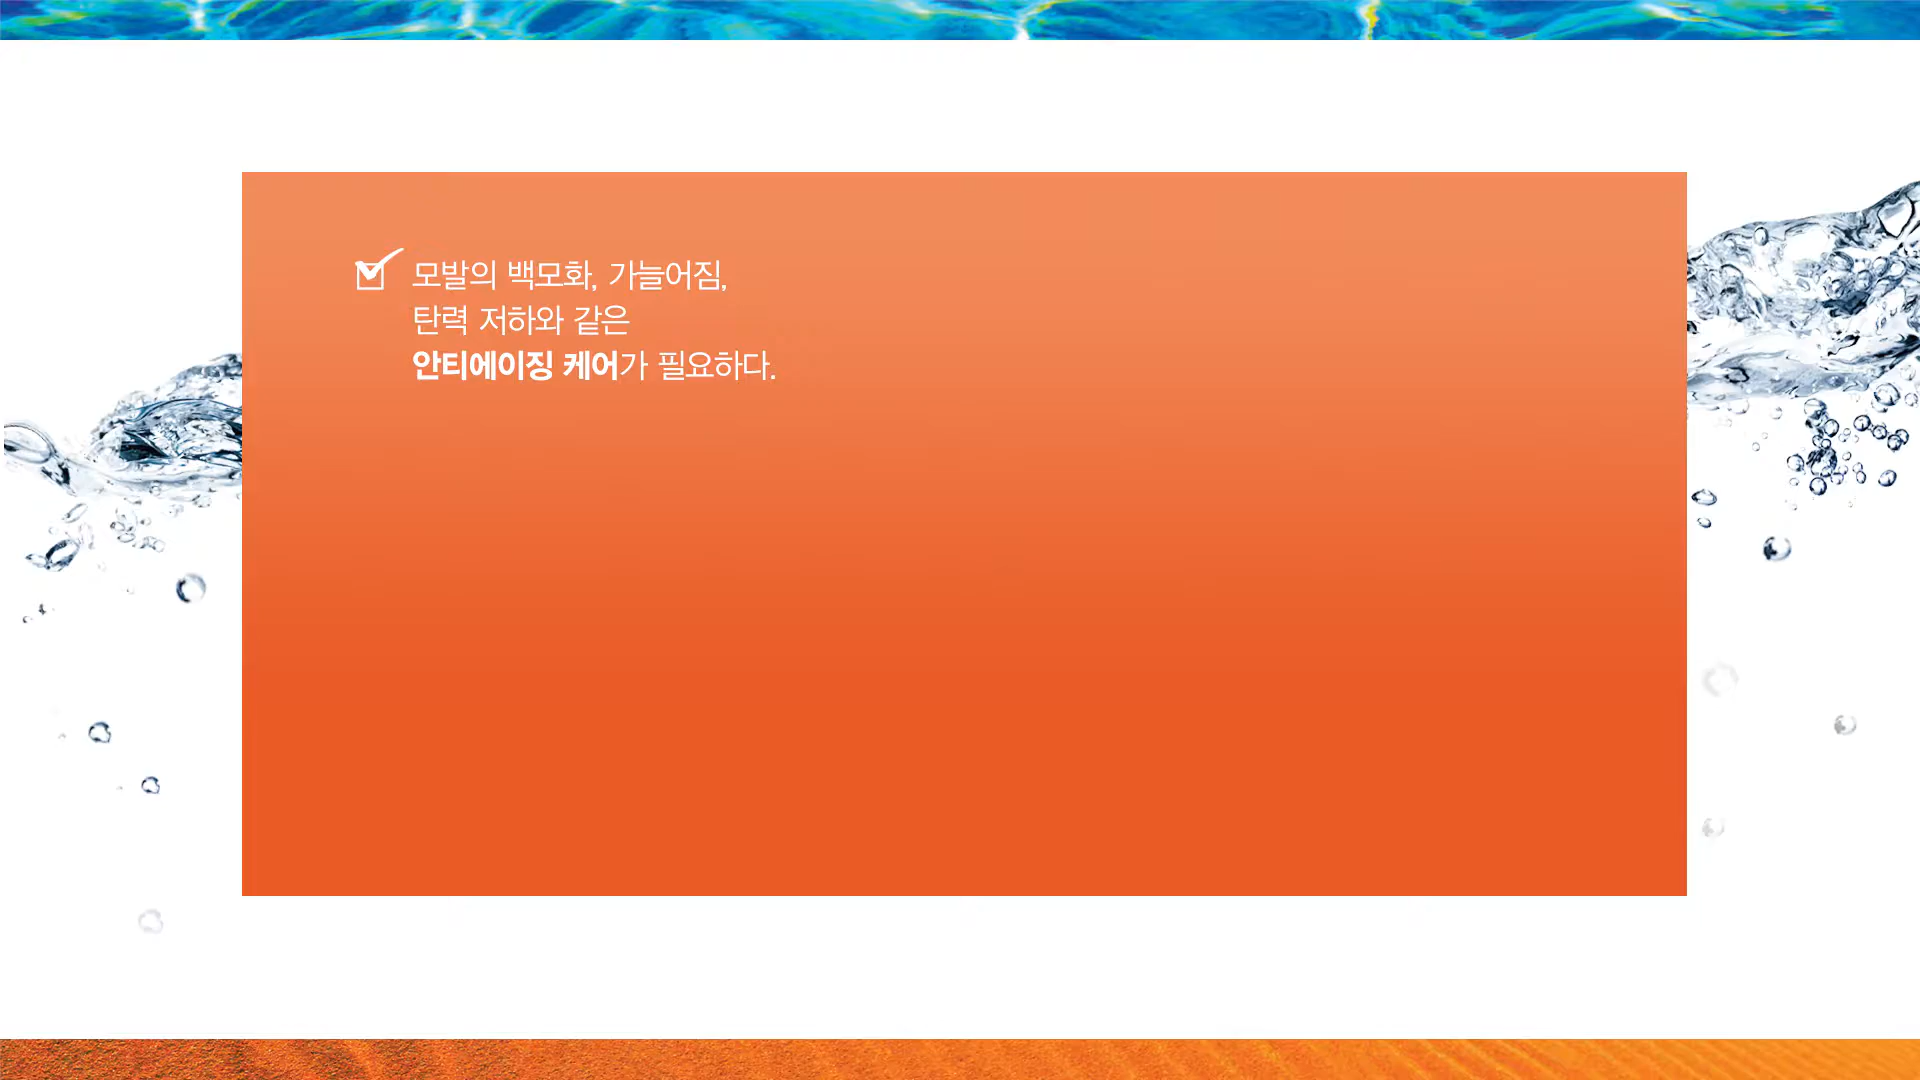 모발의 백모화, 가늘어짐,
탄력 저하와 같은
안티에이징 케어가 필요하다.